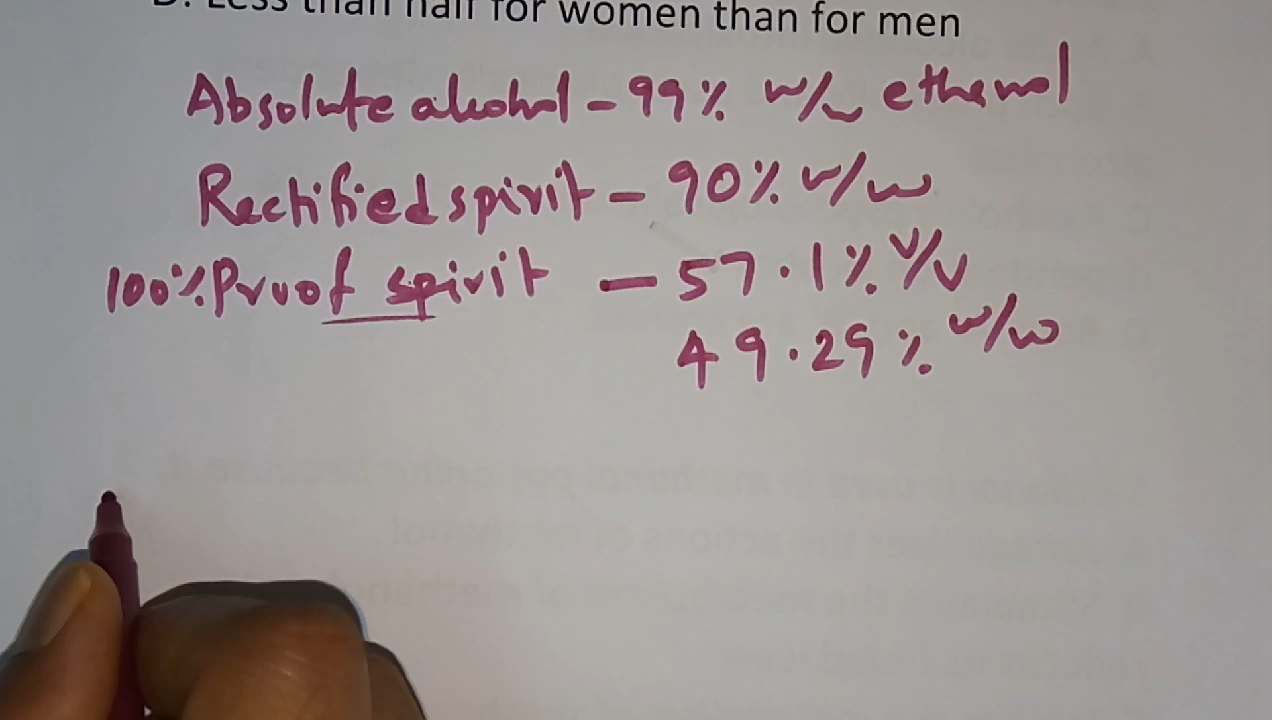 D. Less than half for women than for men
Absolute alcohol - 99% w/w ethanol
Rectified spirit - 90% w/w
100% Proof spirit - 57.1% V/V
49.29% w/w